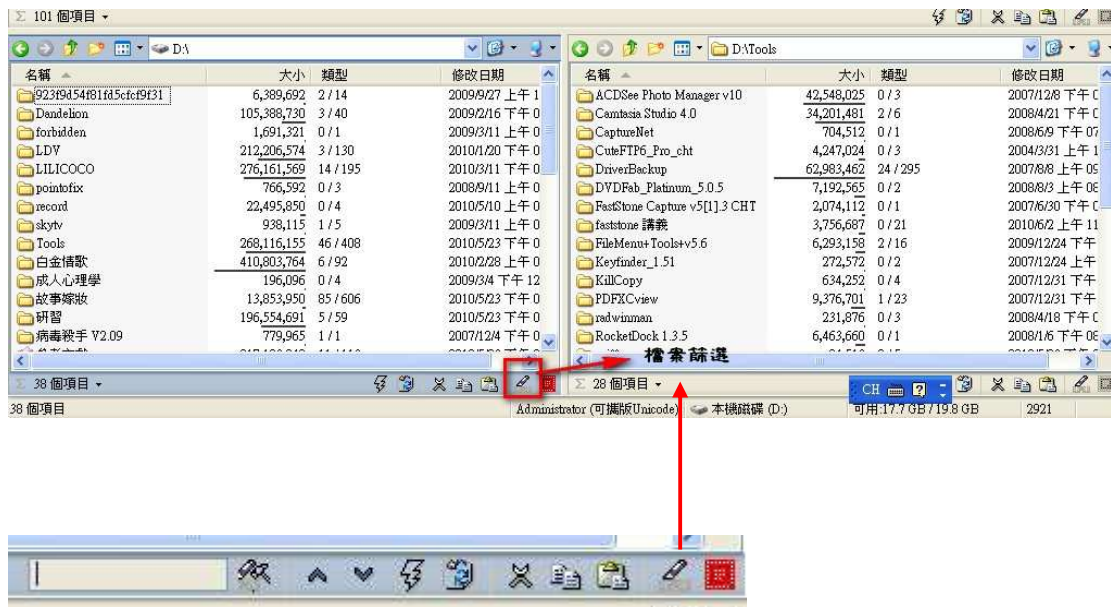 Σ 101 個項目
D:\
D:\Tools
名稱 大小 類型 修改日期
名稱 大小 類型 修改日期
923f9d54f81fd5cfcf9f31 6,389,692 2 / 14 2009/9/27 上午 1
ACDSee Photo Manager v10 42,548,025 0 / 3 2007/12/8 下午 0
Dandelion 105,388,730 3 / 40 2009/2/16 下午 0
Camtasia Studio 4.0 34,201,481 2 / 6 2008/4/21 下午 0
forbidden 1,691,321 0 / 1 2009/3/11 上午 0
CaptureNet 704,512 0 / 1 2008/6/9 下午 07
LDV 212,206,574 3 / 130 2010/1/20 下午 0
CuteFTP6_Pro_cht 4,247,024 0 / 3 2004/3/31 上午 1
LILICOCO 276,161,569 14 / 195 2010/3/11 下午 0
DriverBackup 62,983,462 24 / 295 2007/8/8 上午 09
pointofix 766,592 0 / 3 2008/9/11 上午 0
DVDFab_Platinum_5.0.5 7,192,565 0 / 2 2008/8/3 上午 08
record 22,495,850 0 / 4 2010/5/10 上午 0
FastStone Capture v5[1].3 CHT 2,074,112 0 / 1 2007/6/30 下午 0
skytv 938,115 1 / 5 2009/3/11 上午 0
faststone 講義 3,756,687 0 / 21 2010/6/2 上午 11
Tools 268,116,155 46 / 408 2010/5/23 下午 0
FileMenu+Tools+v5.6 6,293,158 2 / 16 2009/12/24 下午
白金情歌 410,803,764 6 / 92 2010/2/28 上午 0
Keyfinder_1.51 272,572 0 / 2 2007/12/24 上午
成人心理學 196,096 0 / 4 2009/3/4 下午 12
KillCopy 634,252 0 / 4 2007/12/31 下午
故事嫁妝 13,853,950 85 / 606 2010/5/23 下午 0
PDFXCview 9,376,701 1 / 23 2007/12/31 下午
研習 196,554,691 5 / 59 2010/5/23 下午 0
radwinman 231,876 0 / 3 2008/4/18 下午 0
病毒殺手 V2.09 779,965 1 / 1 2007/12/4 下午 0
RocketDock 1.3.5 6,463,660 0 / 1 2008/1/6 下午 08
檔案篩選
Σ 38 個項目
Σ 28 個項目
CH
38 個項目 Administrator (可攜版Unicode) 本機磁碟 (D:) 可用:17.7 GB / 19.8 GB 2921